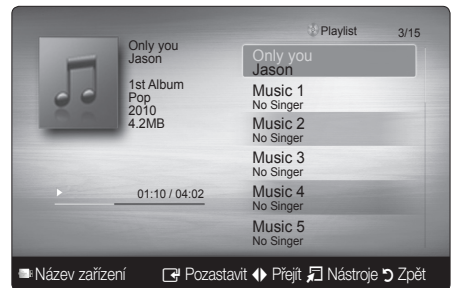 Only you
Jason
1st Album
Pop
2010
4.2MB
01:10 / 04:02
Playlist 3/15
Only you
Jason
Music 1
No Singer
Music 2
No Singer
Music 3
No Singer
Music 4
No Singer
Music 5
No Singer
Název zařízení Pozastavit Přejít Nástroje Zpět